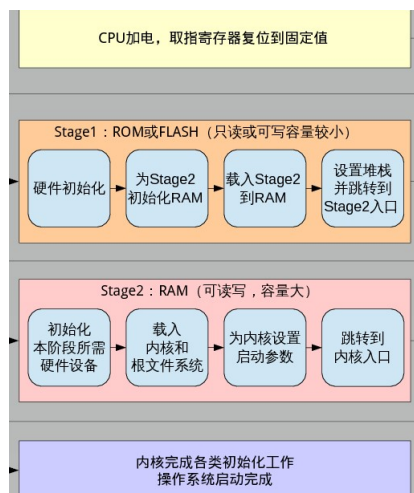 CPU加电，取指寄存器复位到固定值
Stage1：ROM或FLASH（只读或可写容量较小）
硬件初始化
为Stage2
初始化RAM
载入Stage2
到RAM
设置堆栈
并跳转到
Stage2入口
Stage2：RAM（可读写，容量大）
初始化
本阶段所需
硬件设备
载入
内核和
根文件系统
为内核设置
启动参数
跳转到
内核入口
内核完成各类初始化工作
操作系统启动完成